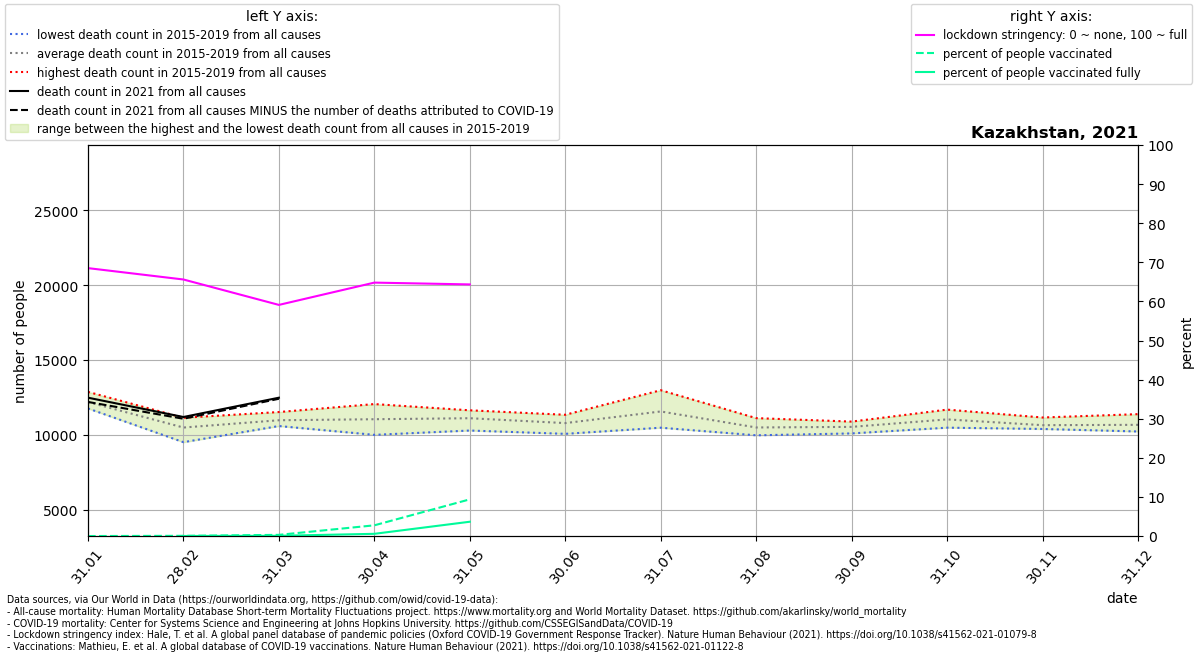 left Y axis:
lowest death count in 2015-2019 from all causes
average death count in 2015-2019 from all causes
highest death count in 2015-2019 from all causes
death count in 2021 from all causes
death count in 2021 from all causes MINUS the number of deaths attributed to COVID-19
range between the highest and the lowest death count from all causes in 2015-2019
right Y axis:
lockdown stringency: 0 ~ none, 100 ~ full
percent of people vaccinated
percent of people vaccinated fully
Kazakhstan, 2021
number of people
25000
20000
15000
10000
5000
100
90
80
70
60
50
40
30
20
10
0
percent
31.01
28.02
31.03
30.04
31.05
30.06
31.07
31.08
30.09
31.10
30.11
31.12
date
Data sources, via Our World in Data (https://ourworldindata.org, https://github.com/owid/covid-19-data):
- All-cause mortality: Human Mortality Database Short-term Mortality Fluctuations project. https://www.mortality.org and World Mortality Dataset. https://github.com/akarlinsky/world_mortality
- COVID-19 mortality: Center for Systems Science and Engineering at Johns Hopkins University. https://github.com/CSSEGISandData/COVID-19
- Lockdown stringency index: Hale, T. et al. A global panel database of pandemic policies (Oxford COVID-19 Government Response Tracker). Nature Human Behaviour (2021). https://doi.org/10.1038/s41562-021-01079-8
- Vaccinations: Mathieu, E. et al. A global database of COVID-19 vaccinations. Nature Human Behaviour (2021). https://doi.org/10.1038/s41562-021-01122-8